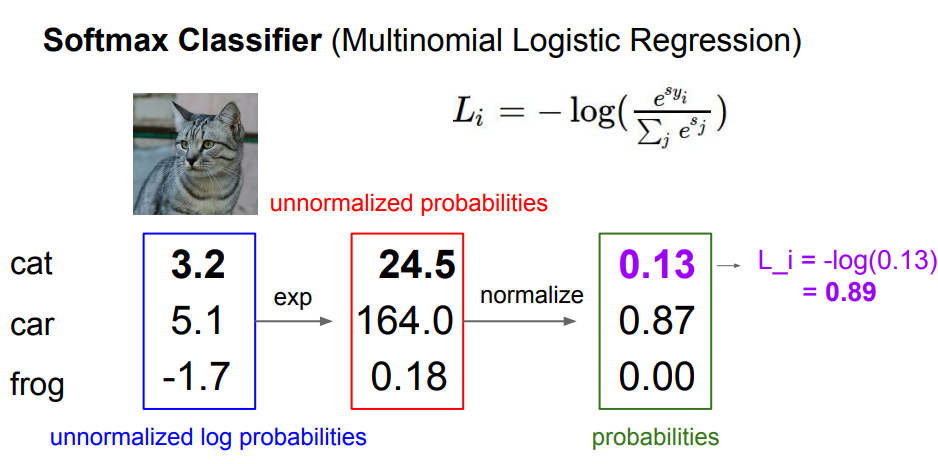 Softmax Classifier (Multinomial Logistic Regression)
L_i = − log(e^{s_{y_i}} / ∑_j e^{s_j})
unnormalized probabilities
cat 3.2 24.5 0.13 L_i = -log(0.13)
= 0.89
exp normalize
car 5.1 164.0 0.87
frog -1.7 0.18 0.00
unnormalized log probabilities probabilities